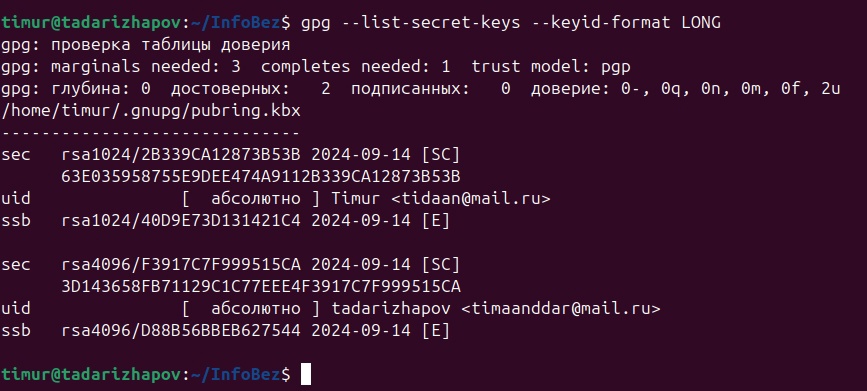 timur@tadarizhapov:~/InfoBez$ gpg --list-secret-keys --keyid-format LONG
gpg: проверка таблицы доверия
gpg: marginals needed: 3  completes needed: 1  trust model: pgp
gpg: глубина: 0  достоверных:   2  подписанных:   0  доверие: 0-, 0q, 0n, 0m, 0f, 2u
/home/timur/.gnupg/pubring.kbx
------------------------------
sec   rsa1024/2B339CA12873B53B 2024-09-14 [SC]
      63E035958755E9DEE474A9112B339CA12873B53B
uid               [  абсолютно ] Timur <tidaan@mail.ru>
ssb   rsa1024/40D9E73D131421C4 2024-09-14 [E]
sec   rsa4096/F3917C7F999515CA 2024-09-14 [SC]
      3D143658FB71129C1C77EEE4F3917C7F999515CA
uid               [  абсолютно ] tadarizhapov <timaanddar@mail.ru>
ssb   rsa4096/D88B56BBEB627544 2024-09-14 [E]
timur@tadarizhapov:~/InfoBez$